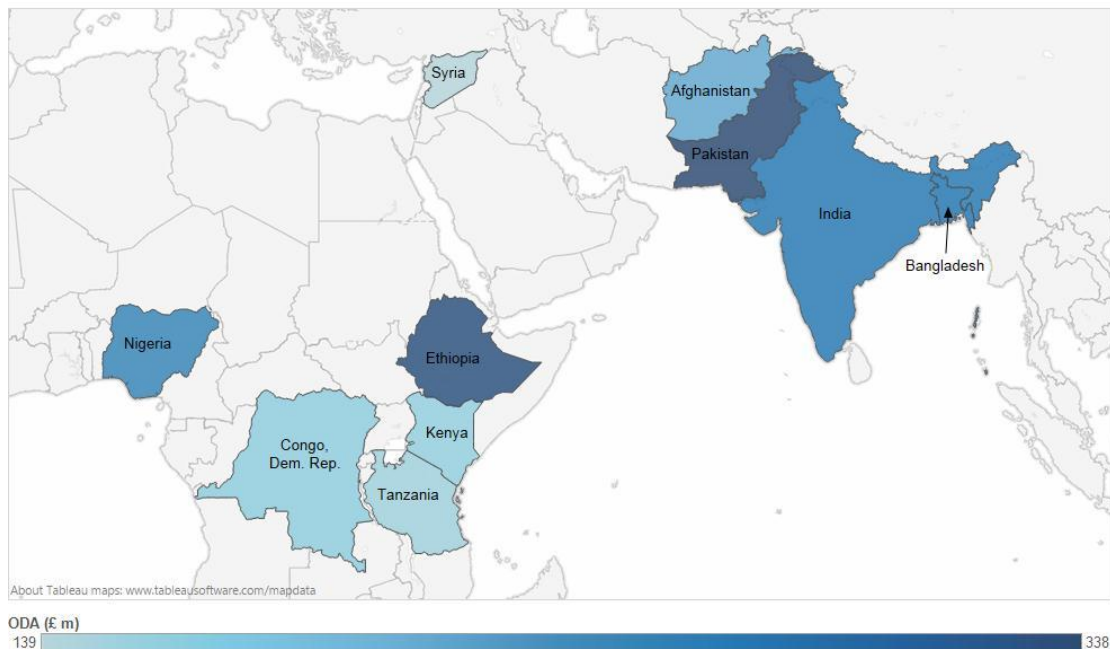 Syria
Afghanistan
Pakistan
India
Bangladesh
Nigeria
Ethiopia
Kenya
Congo,
Dem. Rep.
Tanzania
About Tableau maps: www.tableausoftware.com/mapdata
ODA (£ m)
139 338